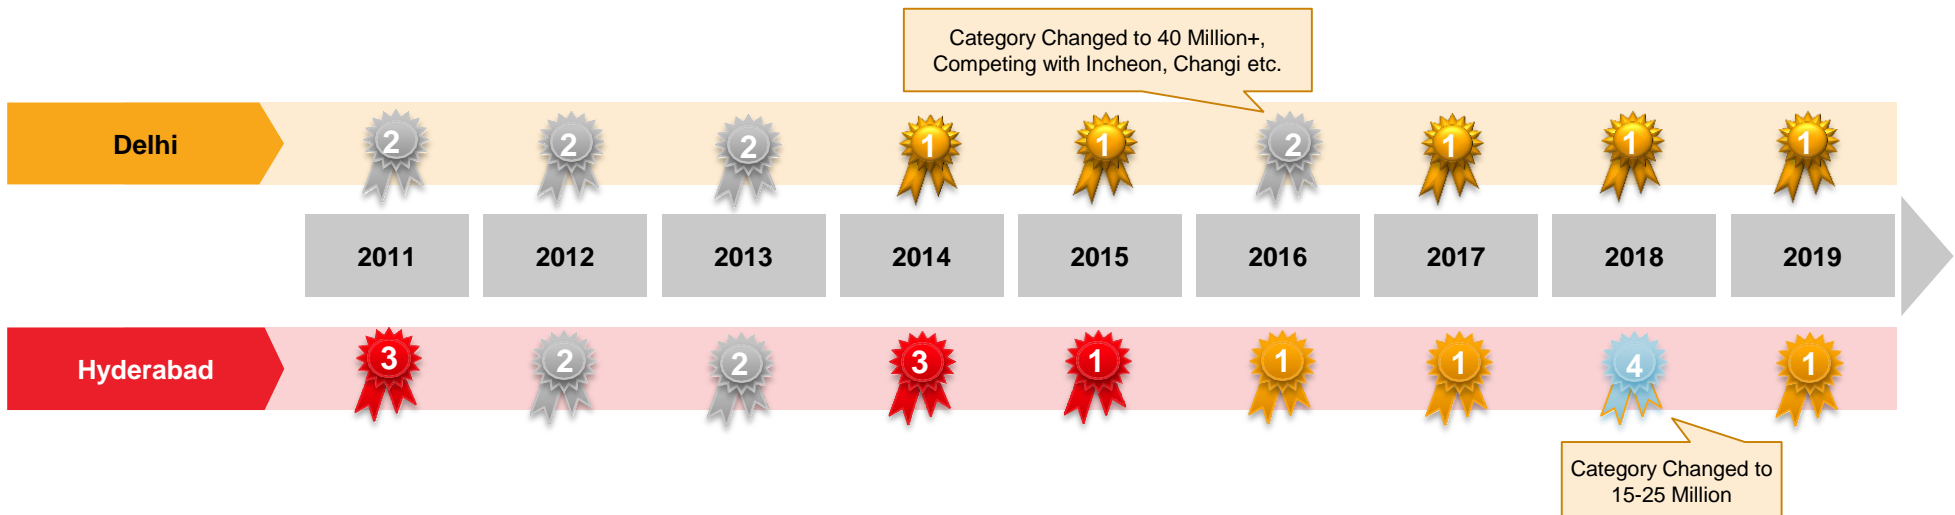 Category Changed to 40 Million+,
Competing with Incheon, Changi etc.
Delhi
2 2 2 1 1 2 1 1 1
2011 2012 2013 2014 2015 2016 2017 2018 2019
Hyderabad
3 2 2 3 1 1 1 4 1
Category Changed to
15-25 Million